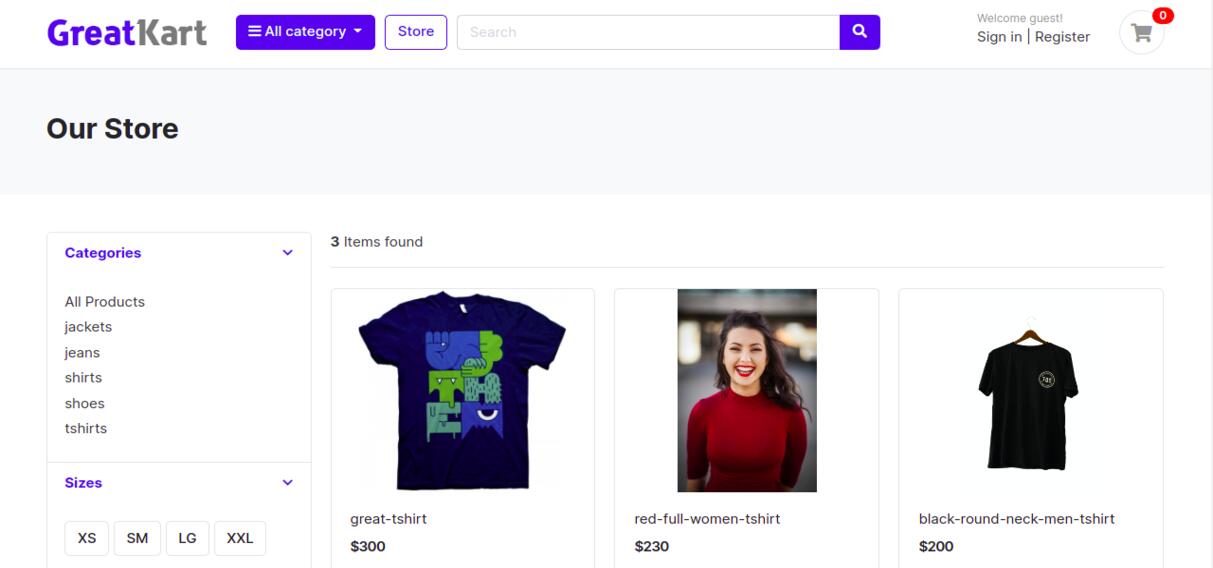 GreatKart
All category
Store
Search
Welcome guest!
Sign in | Register
0
Our Store
Categories
All Products
jackets
jeans
shirts
shoes
tshirts
Sizes
XS
SM
LG
XXL
3 Items found
great-tshirt
$300
red-full-women-tshirt
$230
black-round-neck-men-tshirt
$200